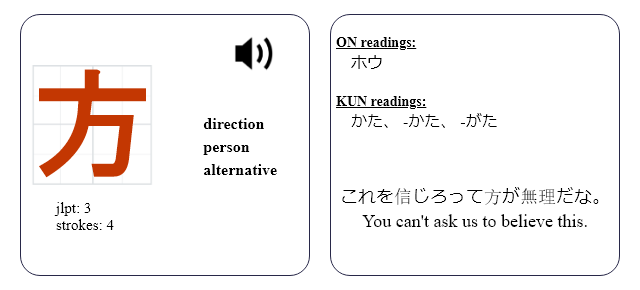 方
direction
person
alternative
jlpt: 3
strokes: 4
ON readings:
ホウ
KUN readings:
かた、 -かた、 -がた
これを信じろって方が無理だな。
You can't ask us to believe this.